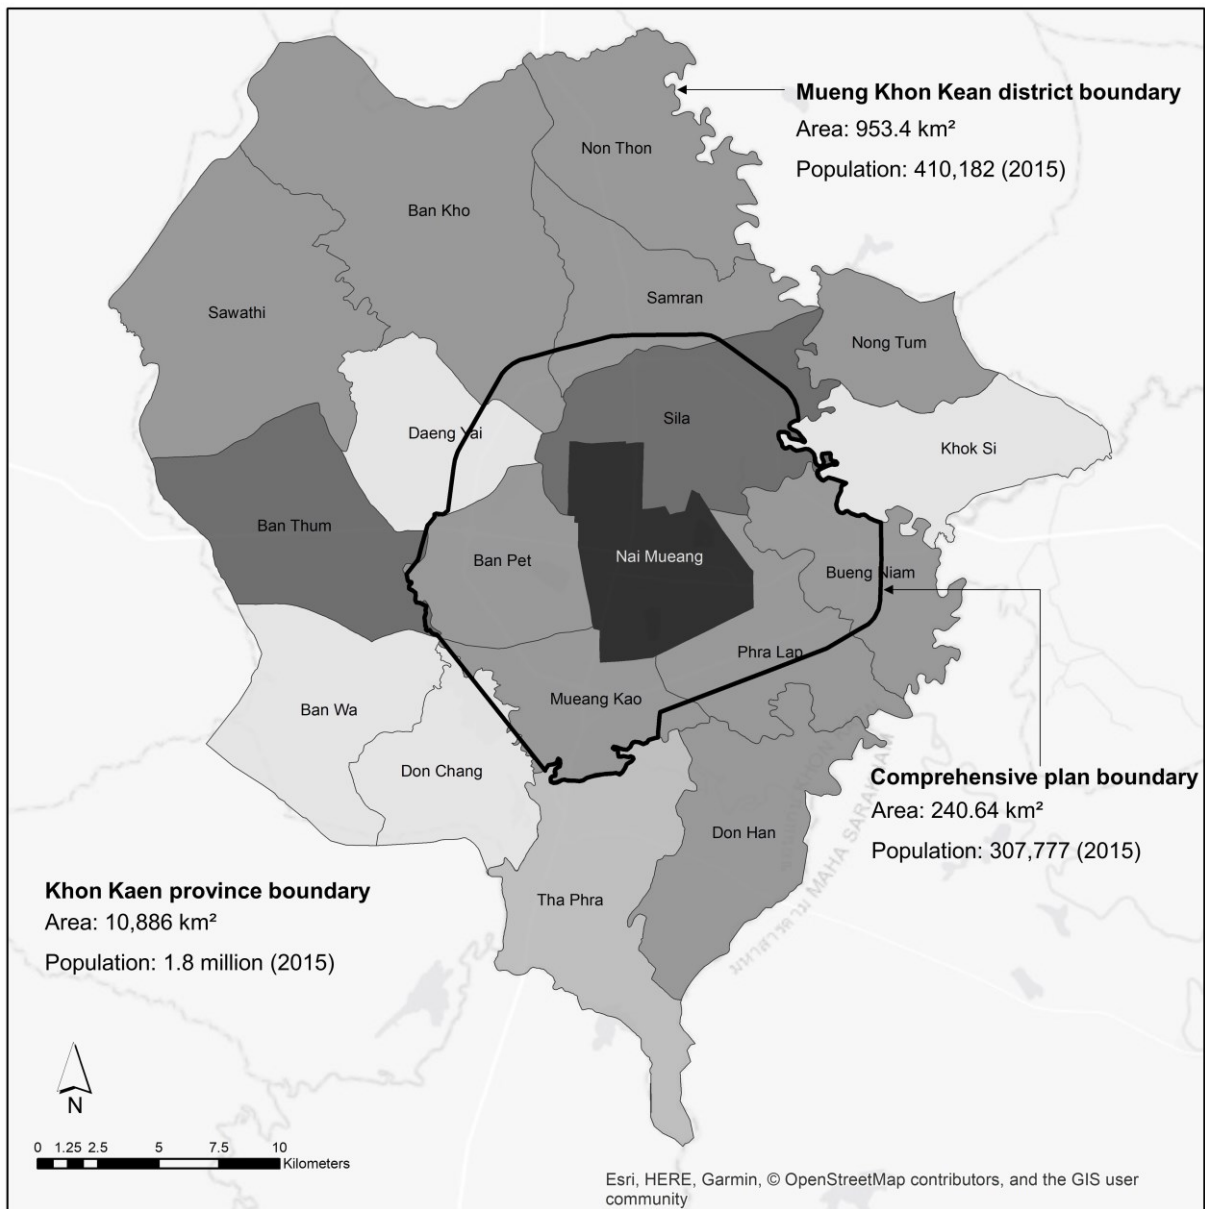 Mueng Khon Kean district boundary
Area: 953.4 km²
Population: 410,182 (2015)
Non Thon
Ban Kho
Samran
Sawathi
Nong Tum
Sila
Daeng Yai
Khok Si
Ban Thum
Ban Pet
Nai Mueang
Bueng Niam
Phra Lap
Mueang Kao
Ban Wa
Don Chang
Comprehensive plan boundary
Area: 240.64 km²
Population: 307,777 (2015)
Don Han
MAHA SARAKHAM
Tha Phra
Khon Kaen province boundary
Area: 10,886 km²
Population: 1.8 million (2015)
N
0 1.25 2.5 5 7.5 10
Kilometers
Esri, HERE, Garmin, © OpenStreetMap contributors, and the GIS user
community